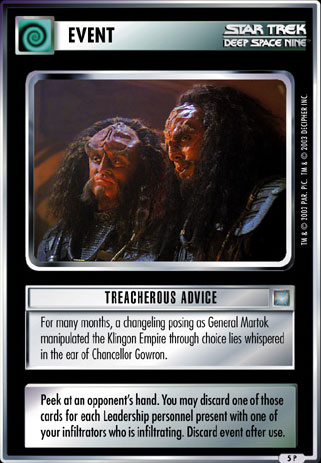 EVENT
STAR TREK
DEEP SPACE NINE™
TM & © 2003 PAR. PIC. TM & © 2003 DECIPHER INC.
TREACHEROUS ADVICE
For many months, a changeling posing as General Martok
manipulated the Klingon Empire through choice lies whispered
in the ear of Chancellor Gowron.
Peek at an opponent's hand. You may discard one of those
cards for each Leadership personnel present with one of
your infiltrators who is infiltrating. Discard event after use.
5 P